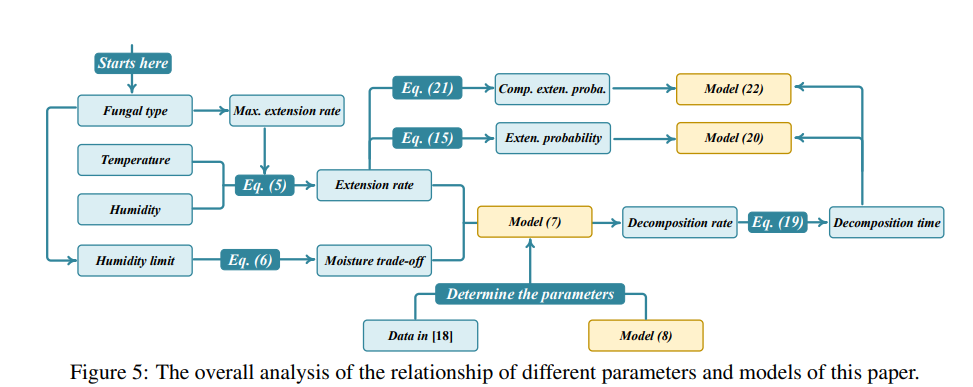 Starts here
Fungal type
Max. extension rate
Temperature
Humidity
Humidity limit
Eq. (5)
Eq. (6)
Extension rate
Moisture trade-off
Eq. (21)
Comp. exten. proba.
Model (22)
Eq. (15)
Exten. probability
Model (20)
Model (7)
Decomposition rate
Eq. (19)
Decomposition time
Determine the parameters
Data in [18]
Model (8)
Figure 5: The overall analysis of the relationship of different parameters and models of this paper.